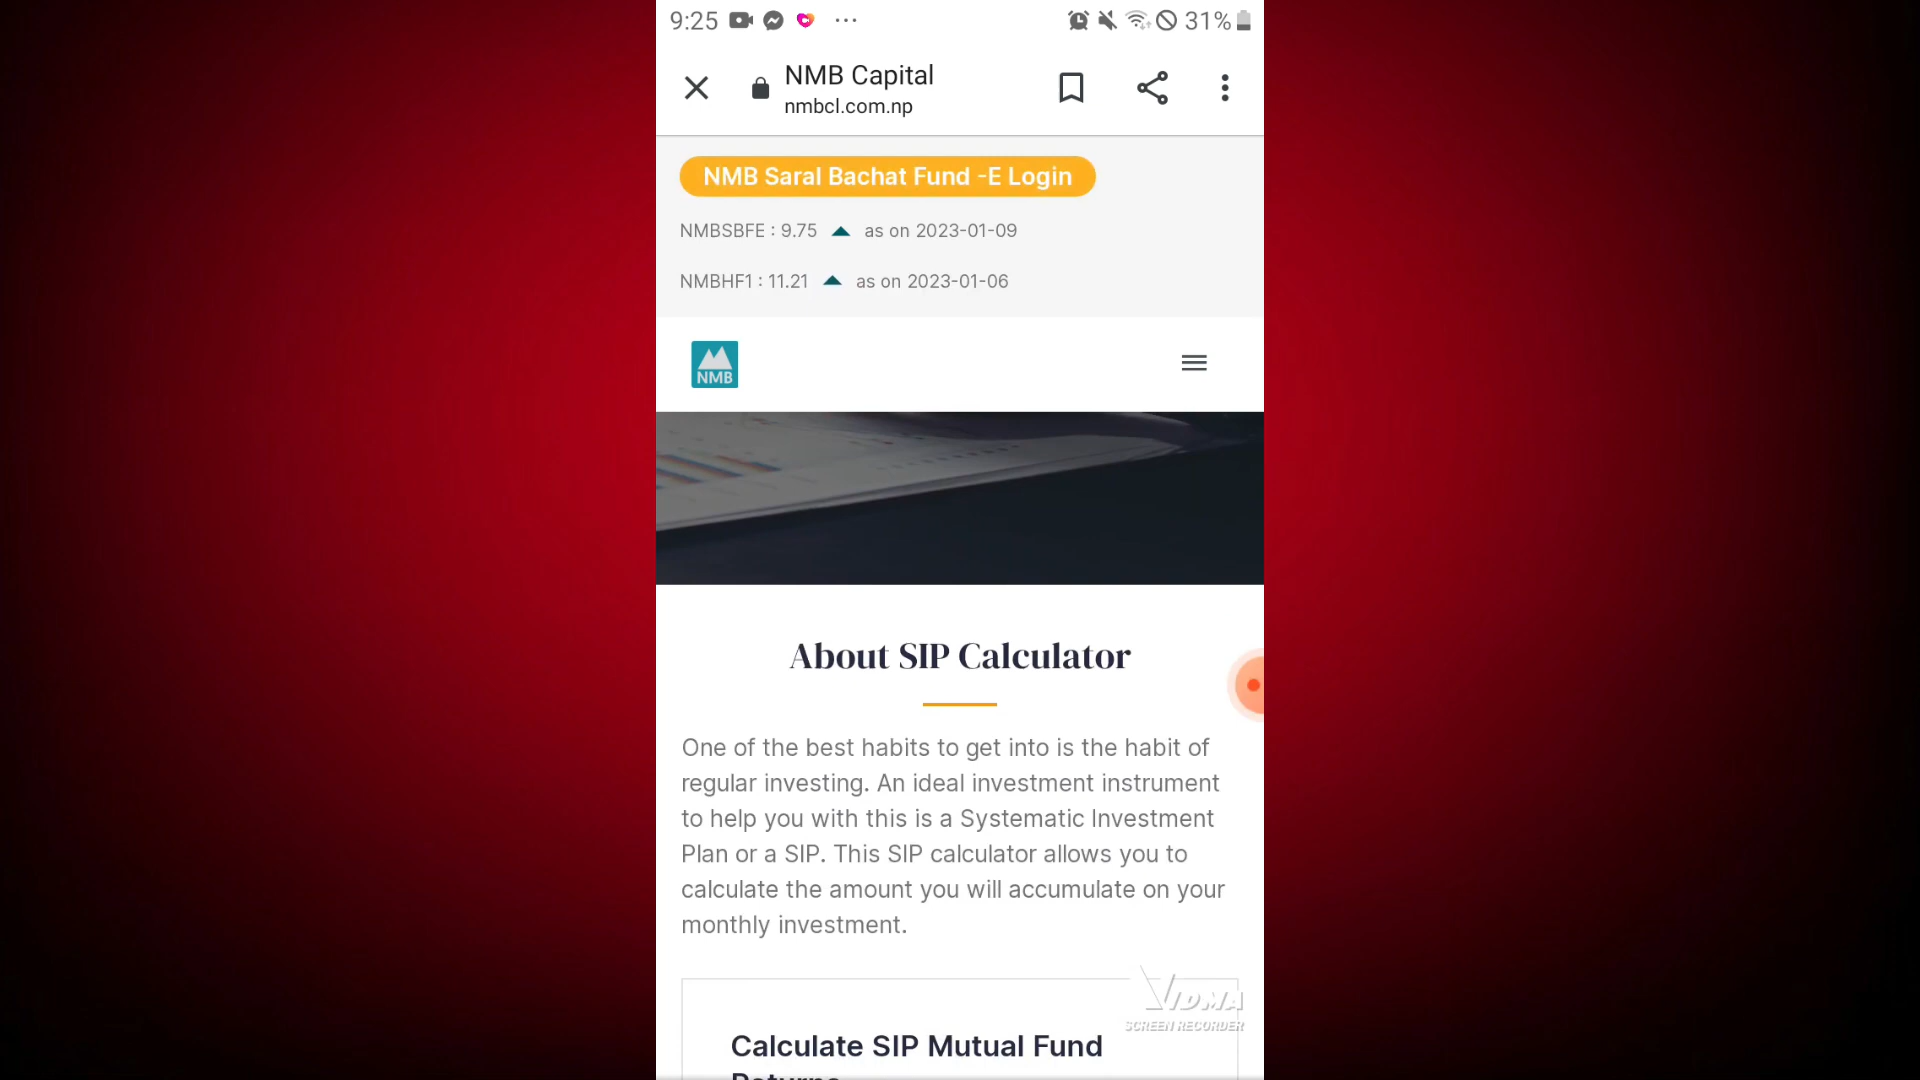 9:25
31%
NMB Capital
nmbcl.com.np
NMB Saral Bachat Fund -E Login
NMBSBFE : 9.75 as on 2023-01-09
NMBHF1 : 11.21 as on 2023-01-06
NMB
About SIP Calculator
One of the best habits to get into is the habit of
regular investing. An ideal investment instrument
to help you with this is a Systematic Investment
Plan or a SIP. This SIP calculator allows you to
calculate the amount you will accumulate on your
monthly investment.
VIDMA
SCREEN RECORDER
Calculate SIP Mutual Fund
Returns